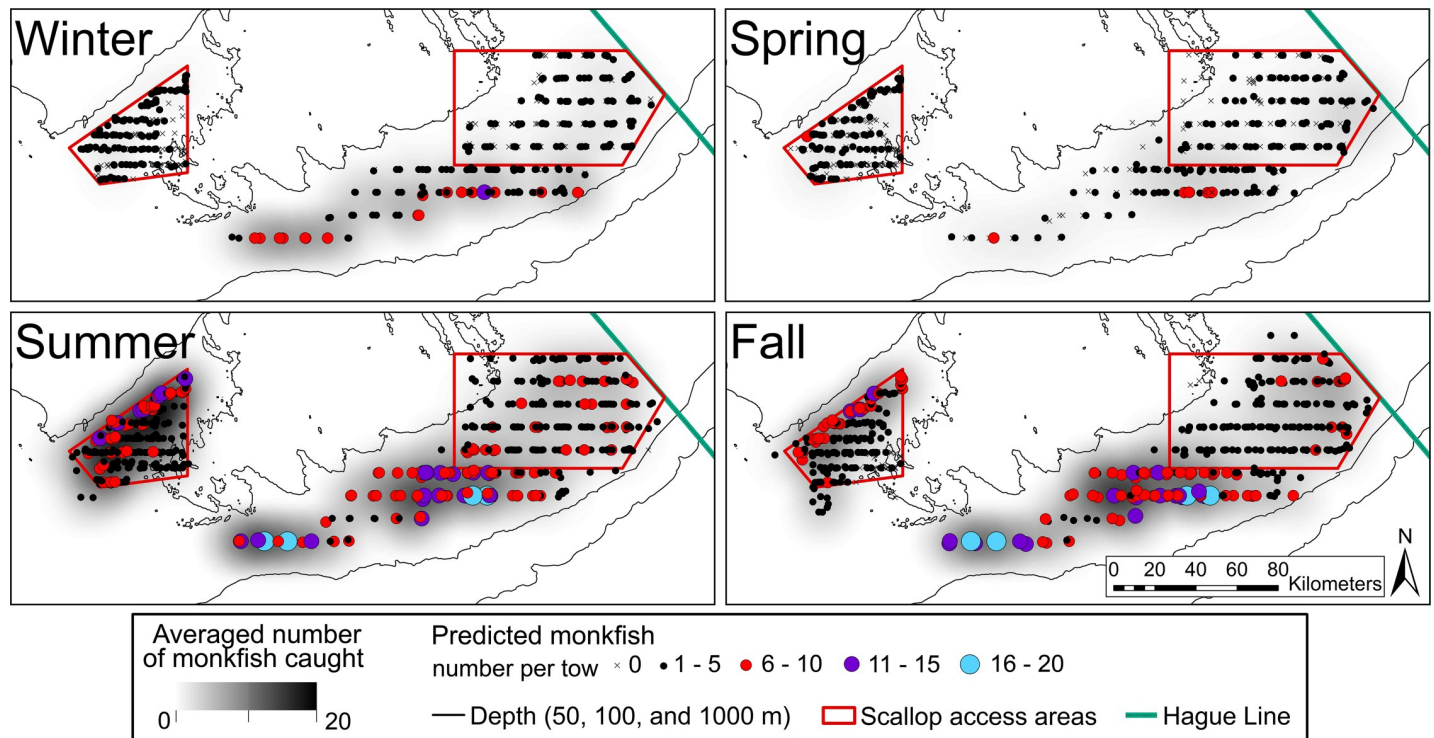 Winter
Spring
Summer
Fall
N
0 20 40 60 80
Kilometers
Averaged number
of monkfish caught
0 20
Predicted monkfish
number per tow × 0 1 - 5 6 - 10 11 - 15 16 - 20
Depth (50, 100, and 1000 m) Scallop access areas Hague Line